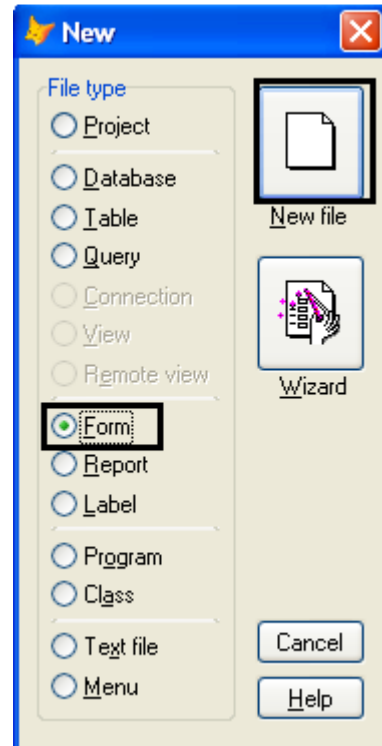 New
File type
Project
Database
Table
Query
Connection
View
Remote view
Form
Report
Label
Program
Class
Text file
Menu
New file
Wizard
Cancel
Help